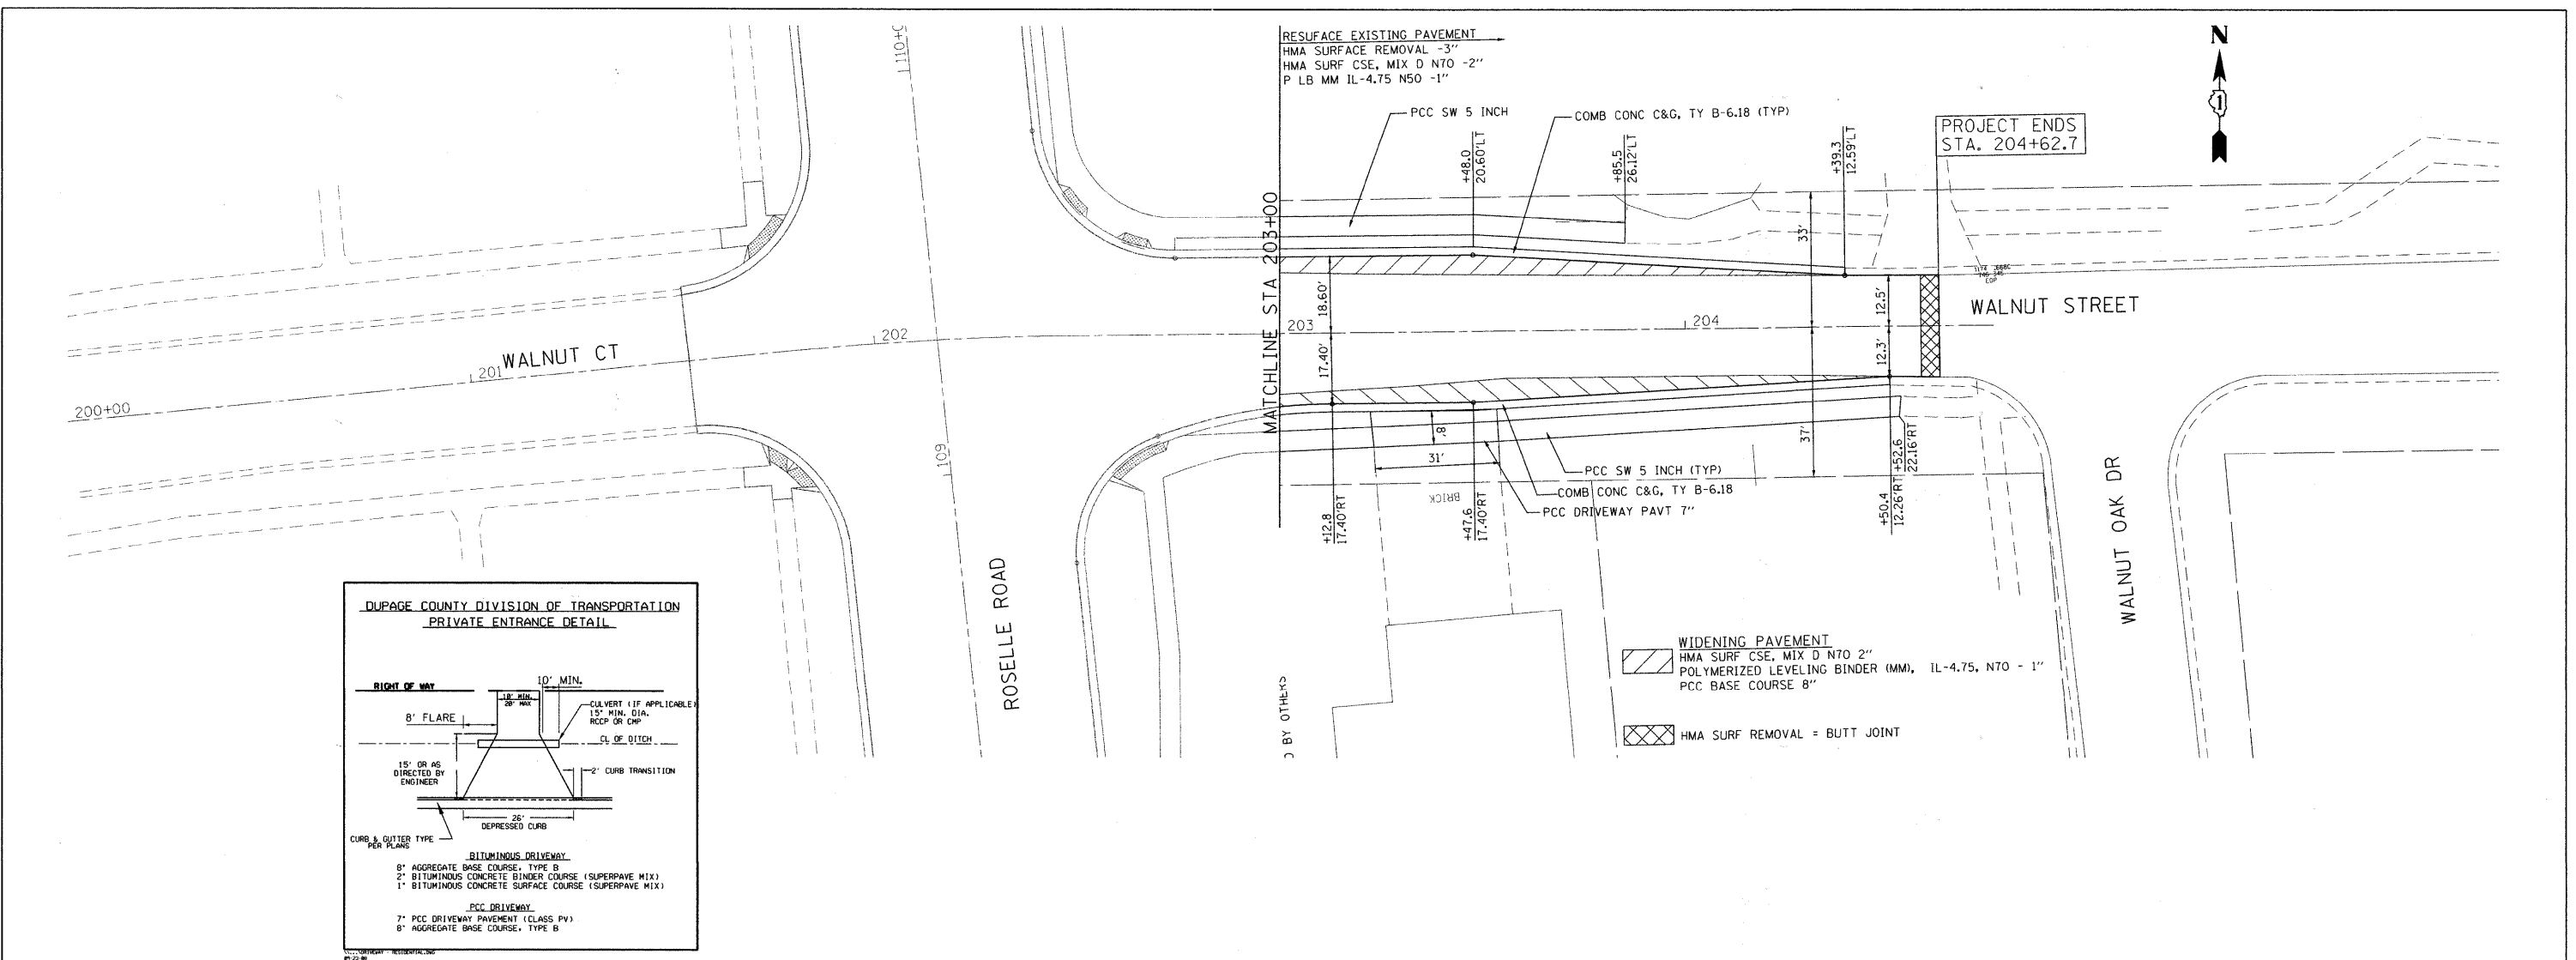 RESUFACE EXISTING PAVEMENT
HMA SURFACE REMOVAL -3"
HMA SURF CSE, MIX D N70 -2"
P LB MM IL-4.75 N50 -1"
N
1
110+0
PCC SW 5 INCH
COMB CONC C&G, TY B-6.18 (TYP)
PROJECT ENDS
STA. 204+62.7
+48.0
20.60'LT
+85.5
26.12'LT
+39.3
12.59'LT
MATCHLINE STA 203+00
33'
18.60'
12.5'
WALNUT STREET
203
204
202
WALNUT CT
201
200+00
17.40'
12.3'
109
8'
31'
37'
PCC SW 5 INCH (TYP)
COMB CONC C&G, TY B-6.18
PCC DRIVEWAY PAVT 7"
BRICK
+12.8
17.40'RT
+47.6
17.40'RT
+50.4
12.26'RT
+52.6
22.16'RT
WALNUT OAK DR
ROSELLE ROAD
BY OTHERS
WIDENING PAVEMENT
HMA SURF CSE, MIX D N70 2"
POLYMERIZED LEVELING BINDER (MM), IL-4.75, N70 - 1"
PCC BASE COURSE 8"
HMA SURF REMOVAL = BUTT JOINT
DUPAGE COUNTY DIVISION OF TRANSPORTATION
PRIVATE ENTRANCE DETAIL
RIGHT OF WAY
10' MIN.
10' MIN.
20' MAX
8' FLARE
CULVERT (IF APPLICABLE)
15" MIN. DIA.
RCCP OR CMP
CL OF DITCH
15' OR AS
DIRECTED BY
ENGINEER
2' CURB TRANSITION
26'
DEPRESSED CURB
CURB & GUTTER TYPE
PER PLANS
BITUMINOUS DRIVEWAY
8" AGGREGATE BASE COURSE, TYPE B
2" BITUMINOUS CONCRETE BINDER COURSE (SUPERPAVE MIX)
1" BITUMINOUS CONCRETE SURFACE COURSE (SUPERPAVE MIX)
PCC DRIVEWAY
7" PCC DRIVEWAY PAVEMENT (CLASS PV)
8" AGGREGATE BASE COURSE, TYPE B